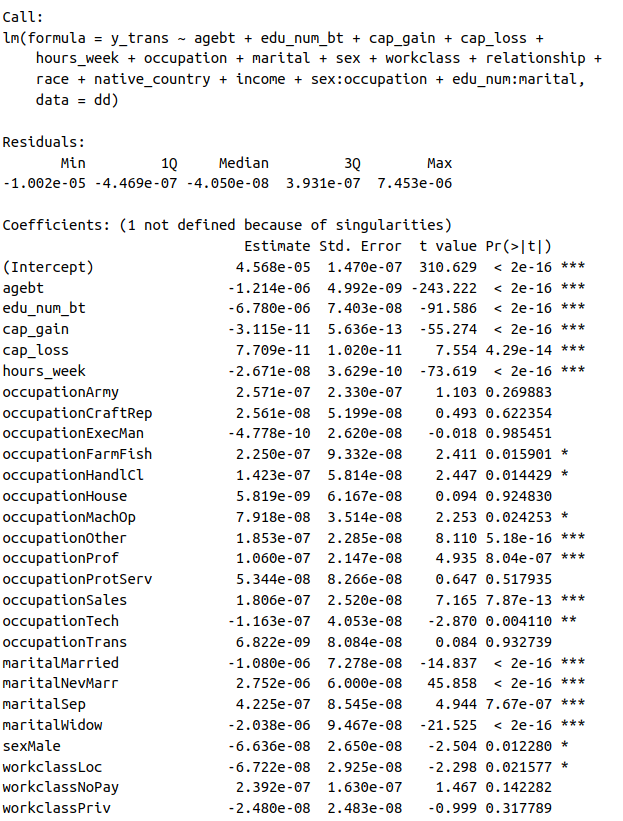 Call:
lm(formula = y_trans ~ agebt + edu_num_bt + cap_gain + cap_loss +
    hours_week + occupation + marital + sex + workclass + relationship +
    race + native_country + income + sex:occupation + edu_num:marital,
    data = dd)

Residuals:
       Min         1Q     Median         3Q        Max
-1.002e-05 -4.469e-07 -4.050e-08  3.931e-07  7.453e-06

Coefficients: (1 not defined because of singularities)
                             Estimate Std. Error  t value Pr(>|t|)
(Intercept)                 4.568e-05  1.470e-07  310.629  < 2e-16 ***
agebt                      -1.214e-06  4.992e-09 -243.222  < 2e-16 ***
edu_num_bt                 -6.780e-06  7.403e-08  -91.586  < 2e-16 ***
cap_gain                   -3.115e-11  5.636e-13  -55.274  < 2e-16 ***
cap_loss                    7.709e-11  1.020e-11    7.554 4.29e-14 ***
hours_week                 -2.671e-08  3.629e-10  -73.619  < 2e-16 ***
occupationArmy              2.571e-07  2.330e-07    1.103 0.269883
occupationCraftRep          2.561e-08  5.199e-08    0.493 0.622354
occupationExecMan          -4.778e-10  2.620e-08   -0.018 0.985451
occupationFarmFish          2.250e-07  9.332e-08    2.411 0.015901 *
occupationHandlCl           1.423e-07  5.814e-08    2.447 0.014429 *
occupationHouse             5.819e-09  6.167e-08    0.094 0.924830
occupationMachOp            7.918e-08  3.514e-08    2.253 0.024253 *
occupationOther             1.853e-07  2.285e-08    8.110 5.18e-16 ***
occupationProf              1.060e-07  2.147e-08    4.935 8.04e-07 ***
occupationProtServ          5.344e-08  8.266e-08    0.647 0.517935
occupationSales             1.806e-07  2.520e-08    7.165 7.87e-13 ***
occupationTech             -1.163e-07  4.053e-08   -2.870 0.004110 **
occupationTrans             6.822e-09  8.084e-08    0.084 0.932739
maritalMarried             -1.080e-06  7.278e-08  -14.837  < 2e-16 ***
maritalNevMarr              2.752e-06  6.000e-08   45.858  < 2e-16 ***
maritalSep                  4.225e-07  8.545e-08    4.944 7.67e-07 ***
maritalWidow               -2.038e-06  9.467e-08  -21.525  < 2e-16 ***
sexMale                    -6.636e-08  2.650e-08   -2.504 0.012280 *
workclassLoc               -6.722e-08  2.925e-08   -2.298 0.021577 *
workclassNoPay              2.392e-07  1.630e-07    1.467 0.142282
workclassPriv              -2.480e-08  2.483e-08   -0.999 0.317789